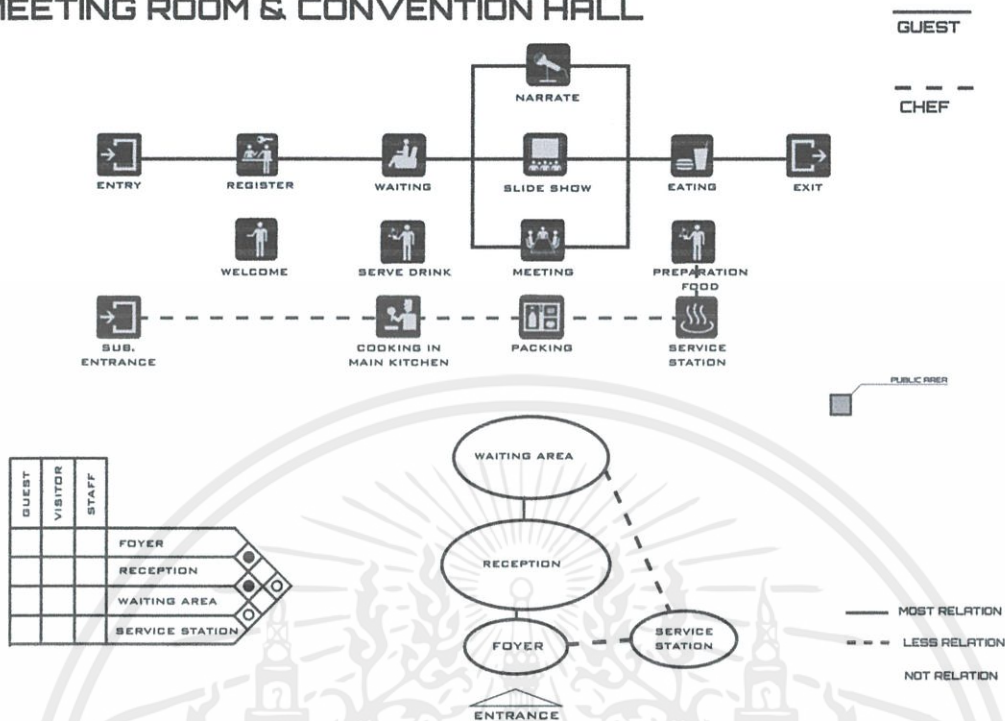 MEETING ROOM & CONVENTION HALL
GUEST
CHEF
NARRATE
ENTRY
REGISTER
WAITING
SLIDE SHOW
EATING
EXIT
WELCOME
SERVE DRINK
MEETING
PREPARATION
FOOD
SUB.
ENTRANCE
COOKING IN
MAIN KITCHEN
PACKING
SERVICE
STATION
PUBLIC AREA
GUEST
VISITOR
STAFF
FOYER
RECEPTION
WAITING AREA
SERVICE STATION
WAITING AREA
RECEPTION
FOYER
SERVICE
STATION
ENTRANCE
MOST RELATION
LESS RELATION
NOT RELATION